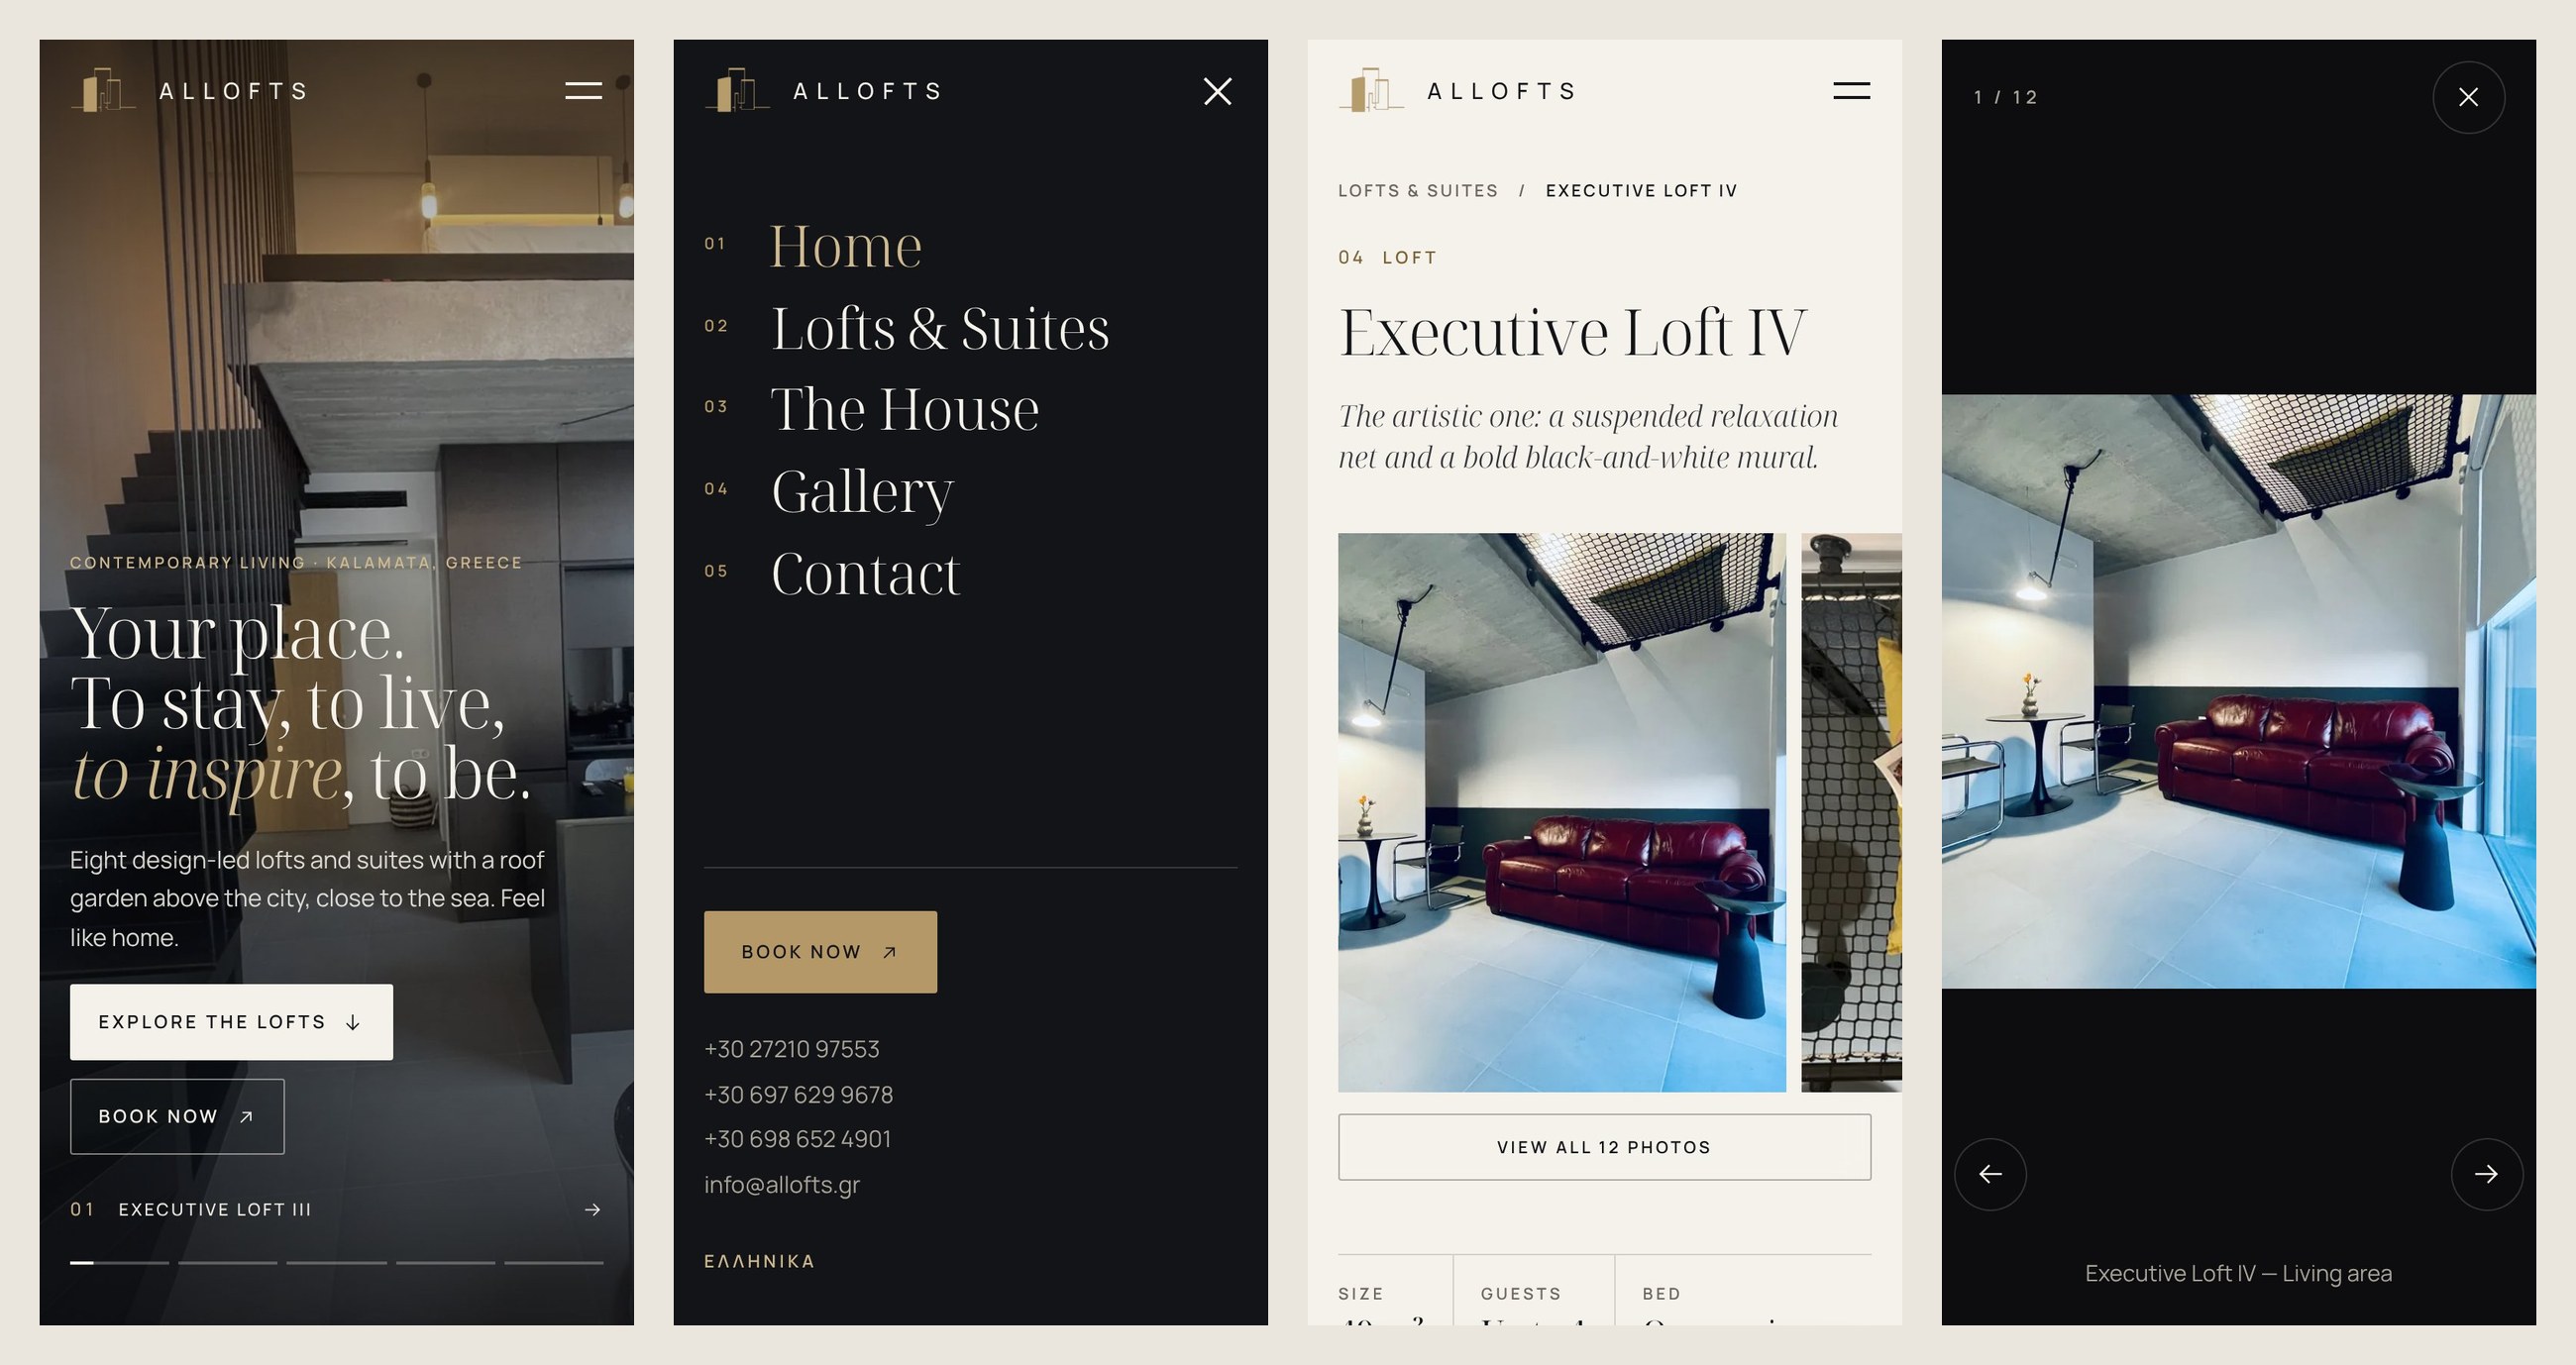 ALLOFTS
CONTEMPORARY LIVING · KALAMATA, GREECE
Your place.
To stay, to live,
to inspire, to be.
Eight design-led lofts and suites with a roof
garden above the city, close to the sea. Feel
like home.
EXPLORE THE LOFTS ↓
BOOK NOW ↗
01 EXECUTIVE LOFT III →
ALLOFTS
01 Home
02 Lofts & Suites
03 The House
04 Gallery
05 Contact
BOOK NOW ↗
+30 27210 97553
+30 697 629 9678
+30 698 652 4901
info@allofts.gr
ΕΛΛΗΝΙΚΑ
ALLOFTS
LOFTS & SUITES / EXECUTIVE LOFT IV
04 LOFT
Executive Loft IV
The artistic one: a suspended relaxation
net and a bold black-and-white mural.
VIEW ALL 12 PHOTOS
SIZE GUESTS BED
1 / 12
Executive Loft IV — Living area